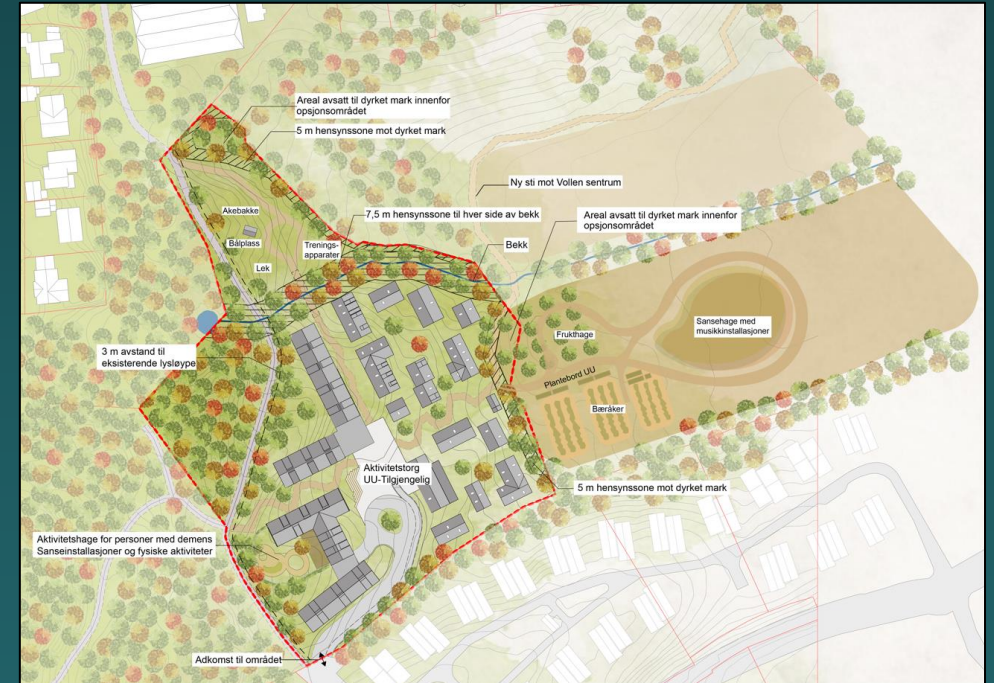 Areal avsatt til dyrket mark innenfor
opsjonsområdet
5 m hensynssone mot dyrket mark
Ny sti mot Vollen sentrum
Akebakke
7,5 m hensynssone til hver side av bekk
Areal avsatt til dyrket mark innenfor
opsjonsområdet
Bålplass
Trenings-
apparater
Bekk
Lek
Sansehage med
musikkinstallasjoner
Frukthage
3 m avstand til
eksisterende lysløype
Plantebord UU
Bæråker
Aktivitetstorg
UU-Tilgjengelig
5 m hensynssone mot dyrket mark
Aktivitetshage for personer med demens
Sanseinstallasjoner og fysiske aktiviteter
Adkomst til området